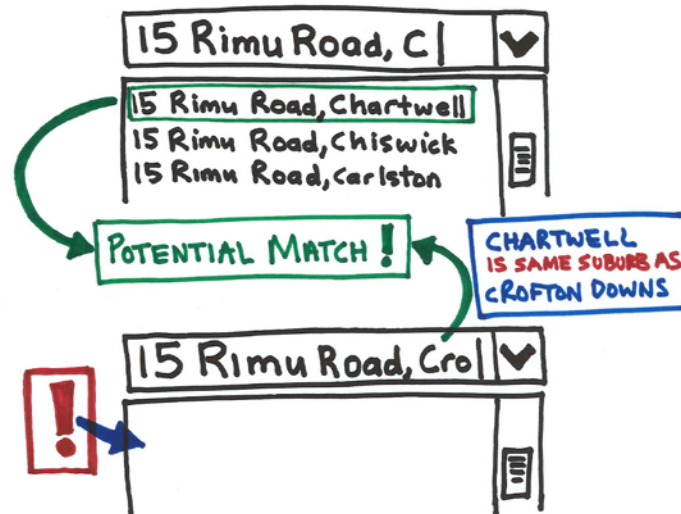 15 Rimu Road, C
15 Rimu Road, Chartwell
15 Rimu Road, Chiswick
15 Rimu Road, Carlston
POTENTIAL MATCH!
CHARTWELL
IS SAME SUBURB AS
CROFTON DOWNS
15 Rimu Road, Cro
!